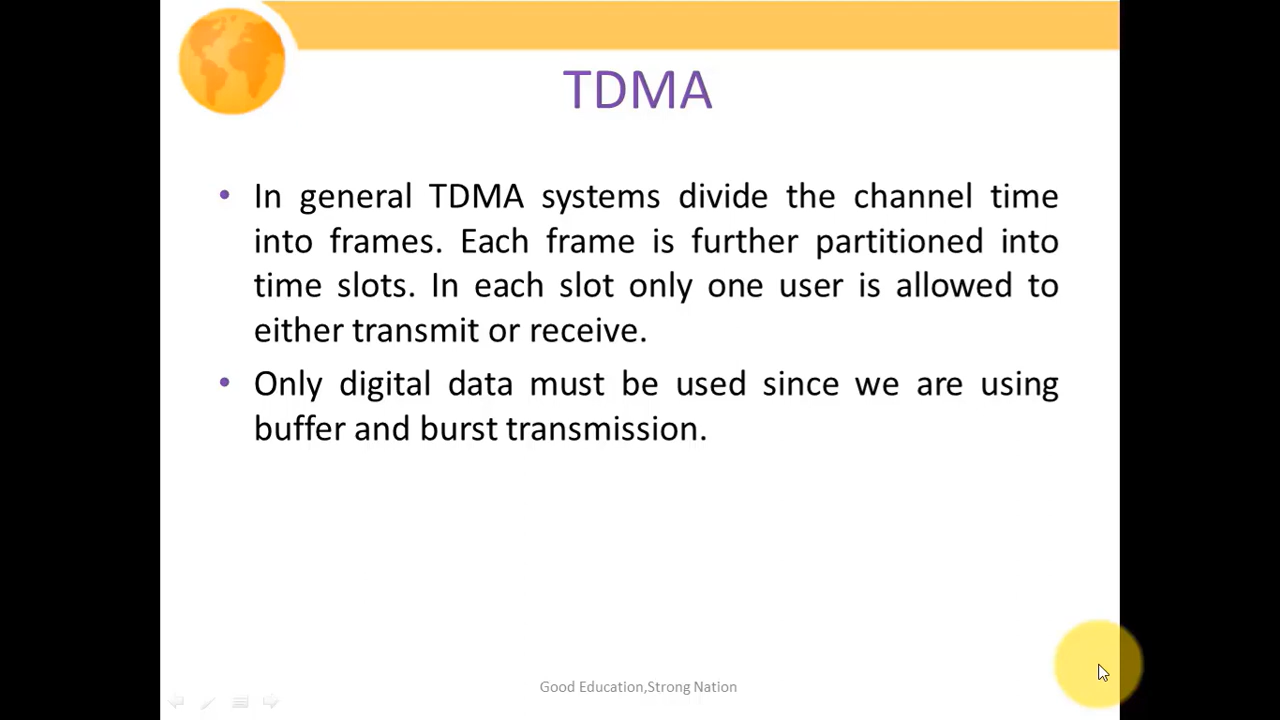 TDMA
• In general TDMA systems divide the channel time
into frames. Each frame is further partitioned into
time slots. In each slot only one user is allowed to
either transmit or receive.
• Only digital data must be used since we are using
buffer and burst transmission.
Good Education,Strong Nation